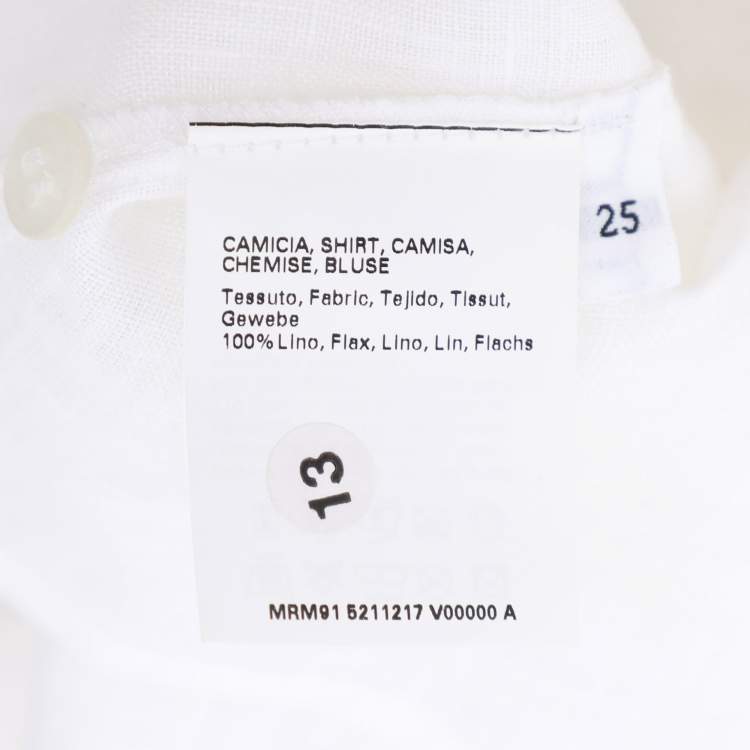 CAMICIA, SHIRT, CAMISA,
CHEMISE, BLUSE
Tessuto, Fabric, Tejido, Tissut,
Gewebe
100% Lino, Flax, Lino, Lin, Flachs
25
13
MRM91 5211217 V00000 A